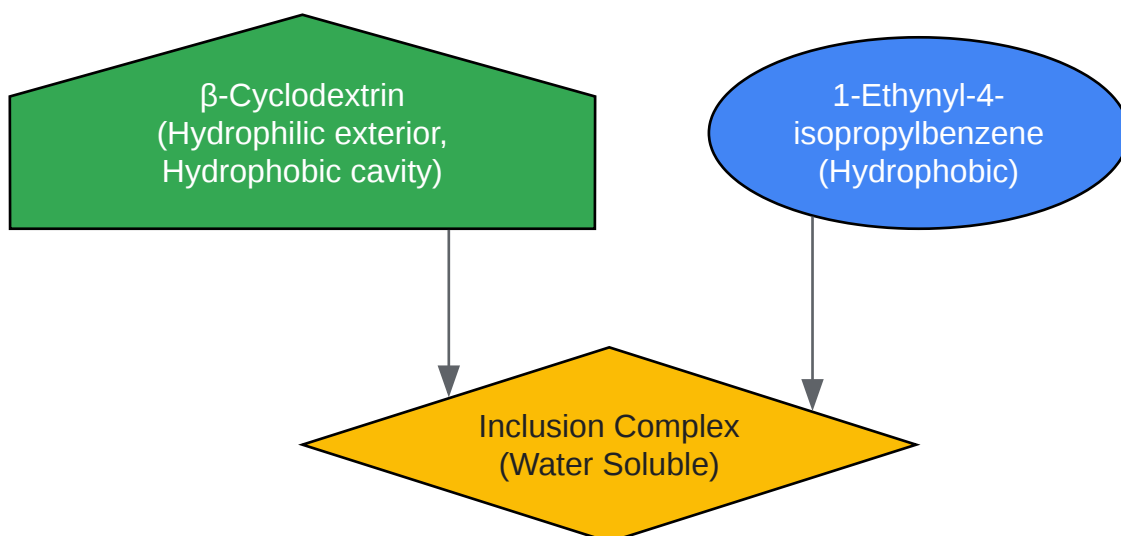 β-Cyclodextrin
(Hydrophilic exterior,
Hydrophobic cavity)
1-Ethynyl-4-
isopropylbenzene
(Hydrophobic)
Inclusion Complex
(Water Soluble)